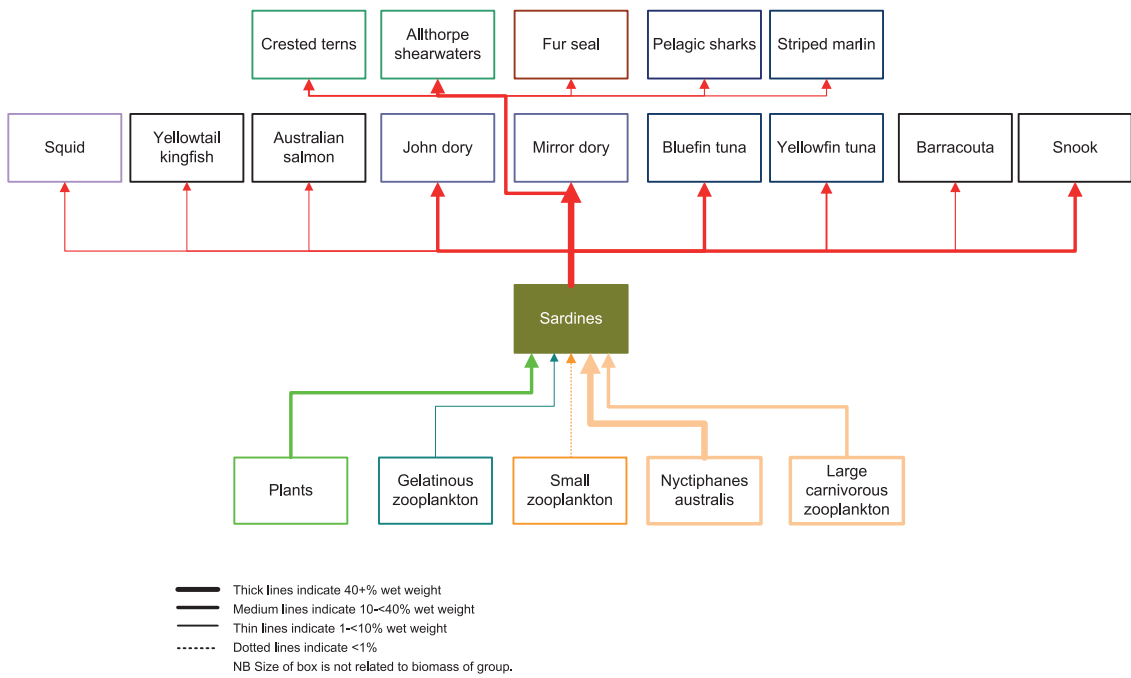 Crested terns
Allthorpe
shearwaters
Fur seal
Pelagic sharks
Striped marlin
Squid
Yellowtail
kingfish
Australian
salmon
John dory
Mirror dory
Bluefin tuna
Yellowfin tuna
Barracouta
Snook
Sardines
Plants
Gelatinous
zooplankton
Small
zooplankton
Nyctiphanes
australis
Large
carnivorous
zooplankton
Thick lines indicate 40+% wet weight
Medium lines indicate 10-<40% wet weight
Thin lines indicate 1-<10% wet weight
Dotted lines indicate <1%
NB Size of box is not related to biomass of group.